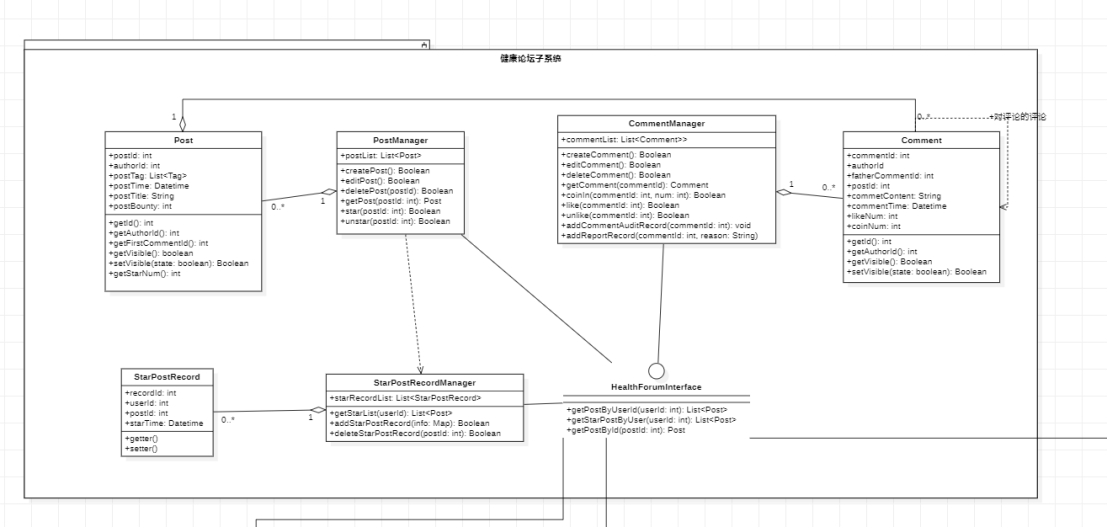 健康论坛子系统
1
0..*
+对评论的评论
Post
+postId: int
+authorId: int
+postTag: List<Tag>
+postTime: Datetime
+postTitle: String
+postBounty: int
+getId(): int
+getAuthorId(): int
+getFirstCommentId(): int
+getVisible(): boolean
+setVisible(state: boolean): Boolean
+getStarNum(): int
0..*
1
PostManager
+postList: List<Post>
+createPost(): Boolean
+editPost(): Boolean
+deletePost(postId): Boolean
+getPost(postId: int): Post
+star(postId: int): Boolean
+unstar(postId: int): Boolean
CommentManager
+commentList: List<Comment>>
+createComment(): Boolean
+editComment(): Boolean
+deleteComment(): Boolean
+getComment(commentId): Comment
+coinIn(commentId: int, num: int): Boolean
+like(commentId: int): Boolean
+unlike(commentId: int): Boolean
+addCommentAuditRecord(commentId: int): void
+addReportRecord(commentId: int, reason: String)
1
0..*
Comment
+commentId: int
+authorId
+fatherCommentId: int
+postId: int
+commetContent: String
+commentTime: Datetime
+likeNum: int
+coinNum: int
+getId(): int
+getAuthorId(): int
+getVisible(): Boolean
+setVisible(state: boolean): Boolean
StarPostRecord
+recordId: int
+userId: int
+postId: int
+starTime: Datetime
+getter()
+setter()
0..*
1
StarPostRecordManager
+starRecordList: List<StarPostRecord>
+getStarList(userId): List<Post>
+addStarPostRecord(info: Map): Boolean
+deleteStarPostRecord(postId: int): Boolean
HealthForumInterface
+getPostByUserId(userId: int): List<Post>
+getStarPostByUser(userId: int): List<Post>
+getPostById(postId: int): Post